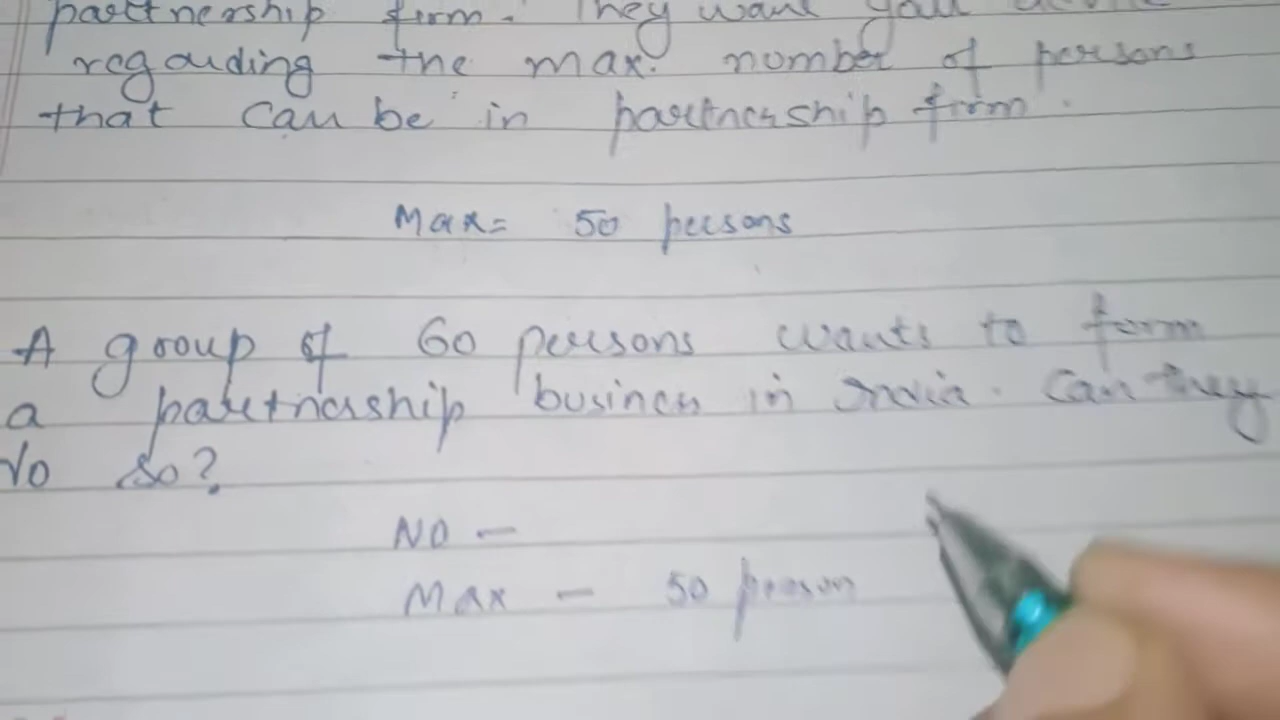 partnership firm. They want
regarding the max. number of persons
that can be in partnership firm.
Max = 50 persons
A group of 60 persons wants to form
a partnership business in India. Can they
do so?
NO -
Max - 50 person